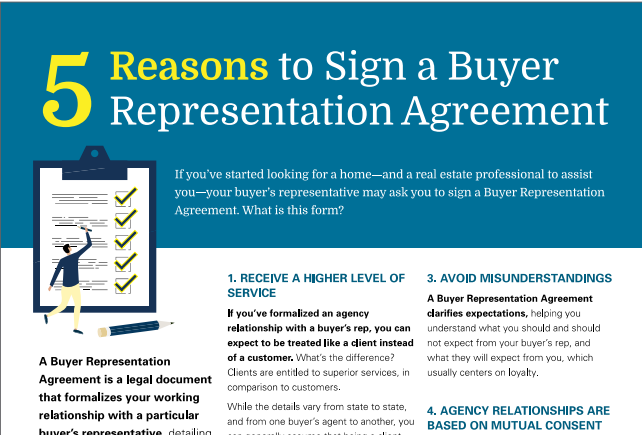 5 Reasons to Sign a Buyer
Representation Agreement
If you've started looking for a home—and a real estate professional to assist
you—your buyer's representative may ask you to sign a Buyer Representation
Agreement. What is this form?
A Buyer Representation
Agreement is a legal document
that formalizes your working
relationship with a particular
buyer's representative, detailing
1. RECEIVE A HIGHER LEVEL OF
SERVICE
If you've formalized an agency
relationship with a buyer's rep, you can
expect to be treated like a client instead
of a customer. What's the difference?
Clients are entitled to superior services, in
comparison to customers.
While the details vary from state to state,
and from one buyer's agent to another, you
can generally assume that being a client
3. AVOID MISUNDERSTANDINGS
A Buyer Representation Agreement
clarifies expectations, helping you
understand what you should and should
not expect from your buyer's rep, and
what they will expect from you, which
usually centers on loyalty.
4. AGENCY RELATIONSHIPS ARE
BASED ON MUTUAL CONSENT